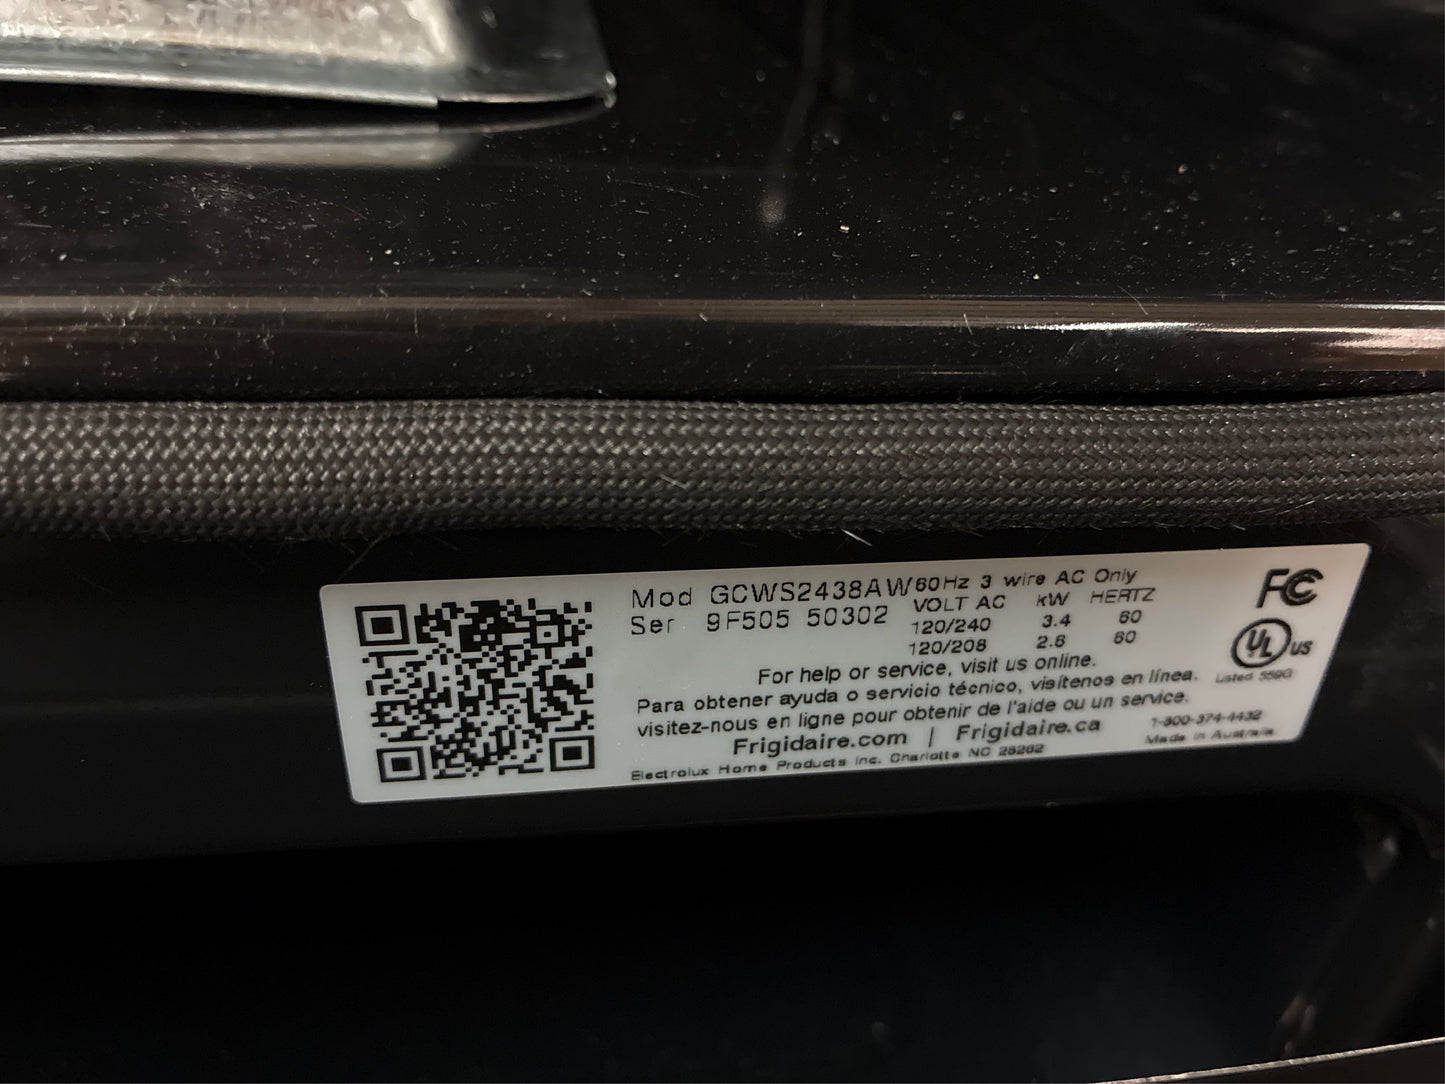 Mod GCWS2438AW 60Hz 3 wire AC Only
Ser 9F505 50302
VOLT AC kW HERTZ
120/240 3.4 60
120/208 2.6 60
For help or service, visit us online.
Para obtener ayuda o servicio técnico, visítenos en línea.
visitez-nous en ligne pour obtenir de l'aide ou un service.
Frigidaire.com | Frigidaire.ca
Electrolux Home Products Inc. Charlotte NC 28262
FC
UL US
Listed 559G
1-800-374-4432
Made in Australia